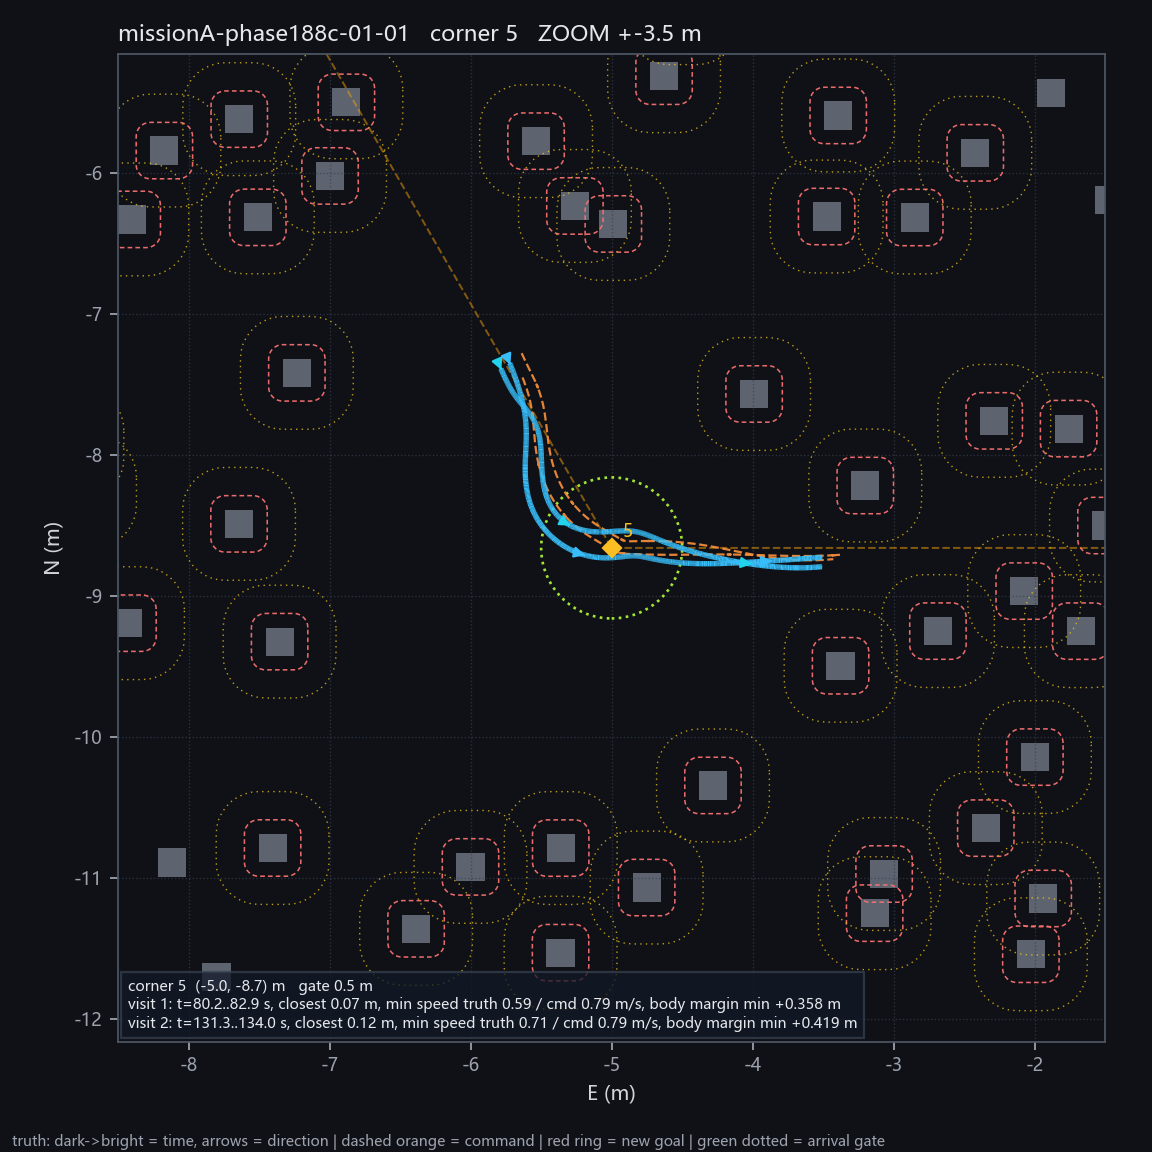 missionA-phase188c-01-01   corner 5   ZOOM +-3.5 m
N (m)
-6
-7
-8
-9
-10
-11
-12
5
corner 5  (-5.0, -8.7) m   gate 0.5 m
visit 1: t=80.2..82.9 s, closest 0.07 m, min speed truth 0.59 / cmd 0.79 m/s, body margin min +0.358 m
visit 2: t=131.3..134.0 s, closest 0.12 m, min speed truth 0.71 / cmd 0.79 m/s, body margin min +0.419 m
-8 -7 -6 -5 -4 -3 -2
E (m)
truth: dark->bright = time, arrows = direction | dashed orange = command | red ring = new goal | green dotted = arrival gate